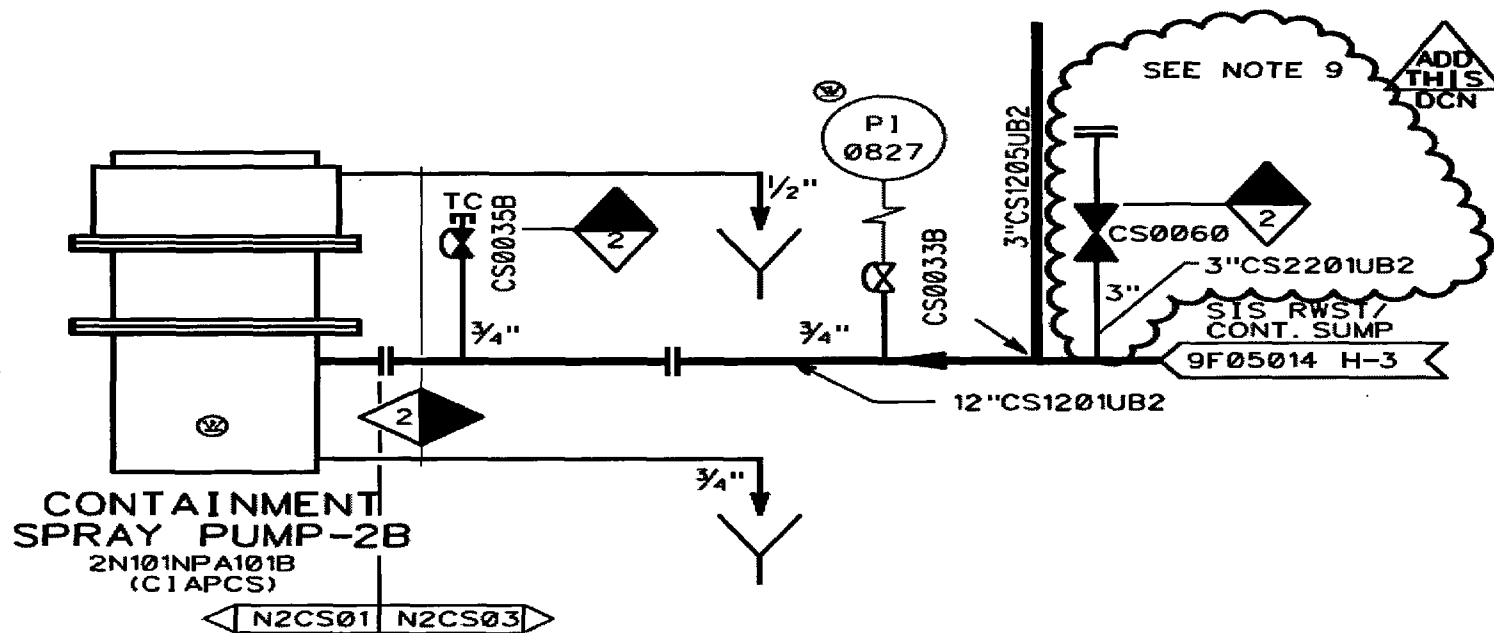 SEE NOTE 9
ADD
THIS
DCN
PI
0827
W
3"CS1205UB2
TC
CS0035B
2
1/2"
CS0033B
2
CS0060
3"CS2201UB2
3"
SIS RWST/
CONT. SUMP
9F05014 H-3
3/4"
3/4"
12"CS1201UB2
2
W
3/4"
CONTAINMENT
SPRAY PUMP-2B
2N101NPA101B
(CIAPCS)
N2CS01
N2CS03